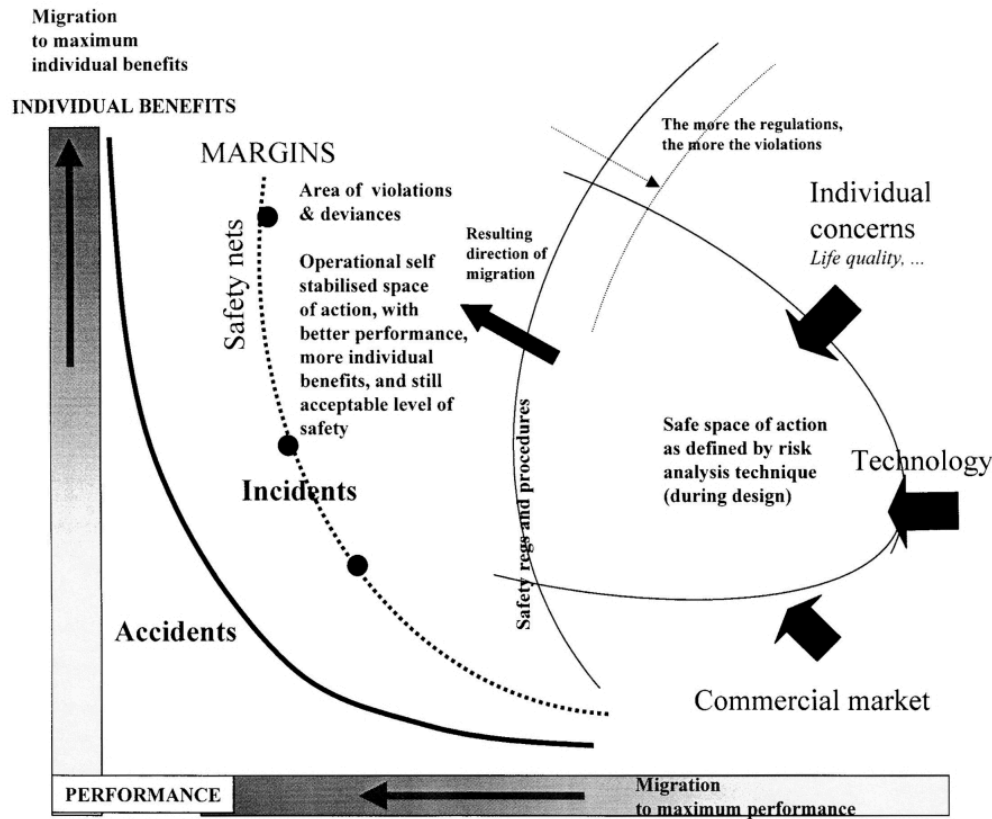 Migration
to maximum
individual benefits
INDIVIDUAL BENEFITS
MARGINS
Safety nets
Area of violations
& deviances
Operational self
stabilised space
of action, with
better performance,
more individual
benefits, and still
acceptable level of
safety
Incidents
Accidents
Resulting
direction of
migration
The more the regulations,
the more the violations
Individual
concerns
Life quality, ...
Safety regs and procedures
Safe space of action
as defined by risk
analysis technique
(during design)
Technology
Commercial market
PERFORMANCE
Migration
to maximum performance